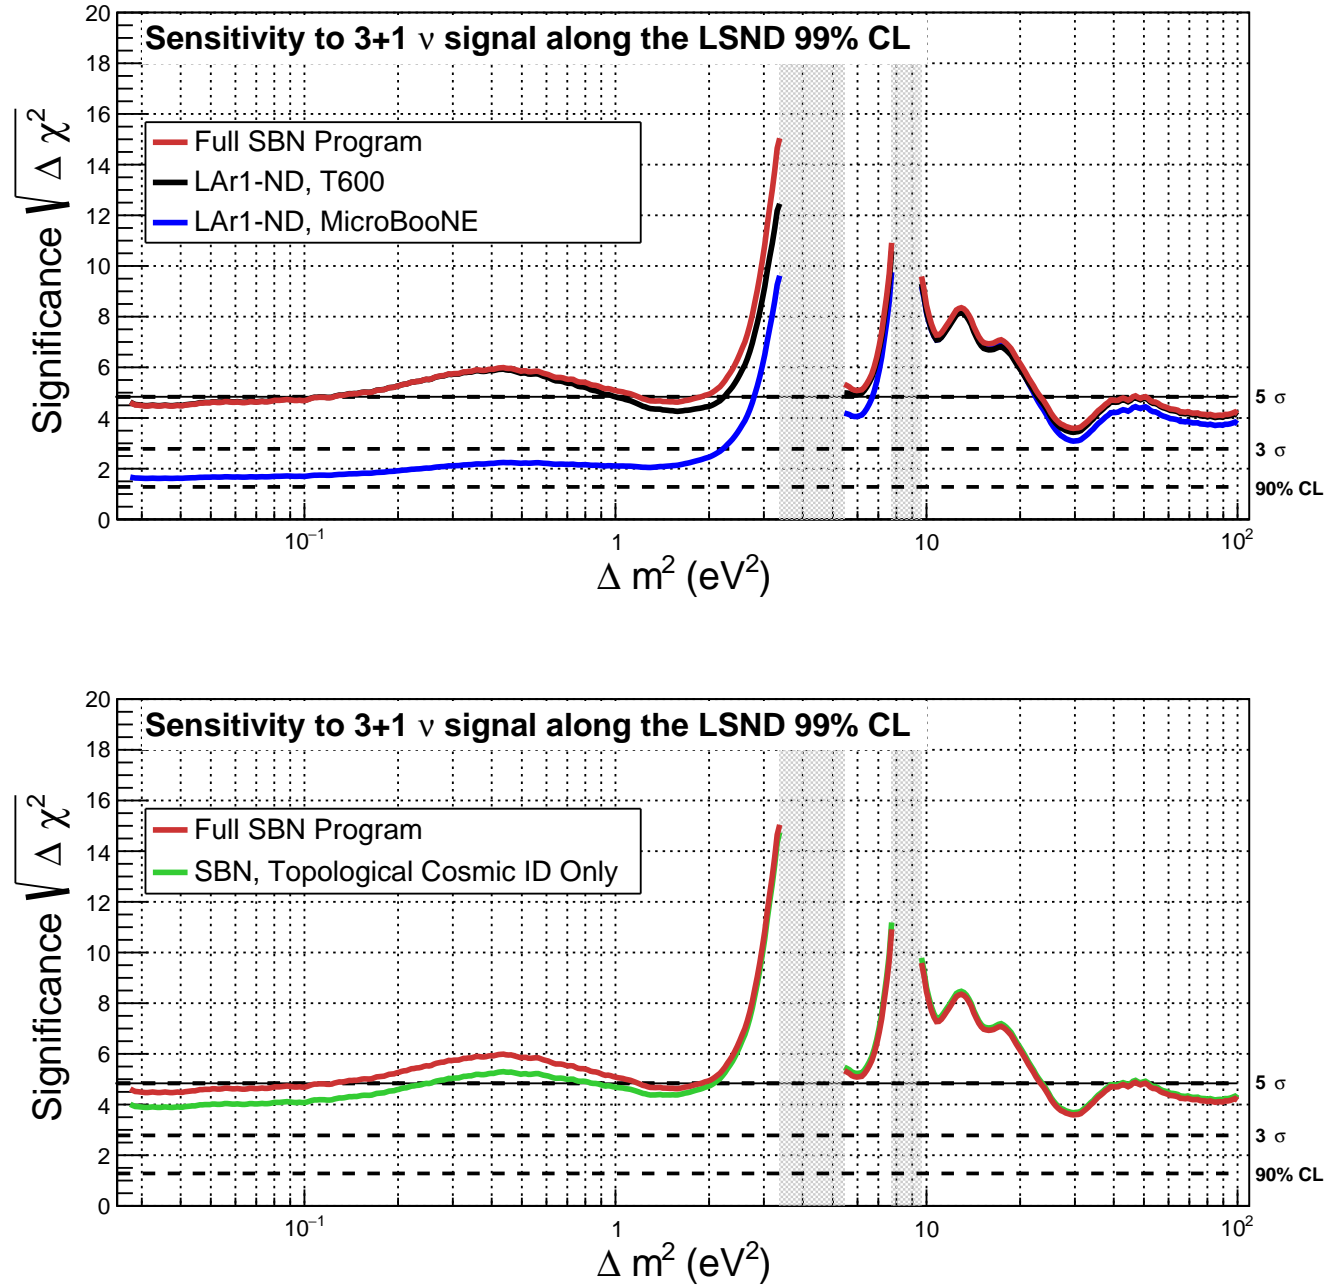 Sensitivity to 3+1 ν signal along the LSND 99% CL
Full SBN Program
LAr1-ND, T600
LAr1-ND, MicroBooNE
Significance √Δ χ²
20
18
16
14
12
10
8
6
4
2
0
5 σ
3 σ
90% CL
10⁻¹ 1 10 10²
Δ m² (eV²)
Sensitivity to 3+1 ν signal along the LSND 99% CL
Full SBN Program
SBN, Topological Cosmic ID Only
Significance √Δ χ²
20
18
16
14
12
10
8
6
4
2
0
5 σ
3 σ
90% CL
10⁻¹ 1 10 10²
Δ m² (eV²)